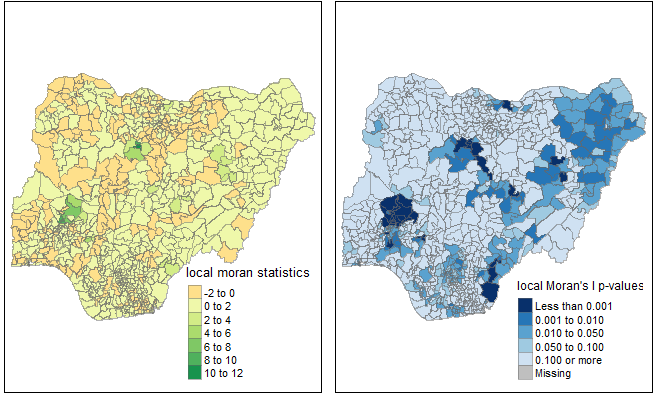 local moran statistics
-2 to 0
0 to 2
2 to 4
4 to 6
6 to 8
8 to 10
10 to 12
local Moran's I p-values
Less than 0.001
0.001 to 0.010
0.010 to 0.050
0.050 to 0.100
0.100 or more
Missing